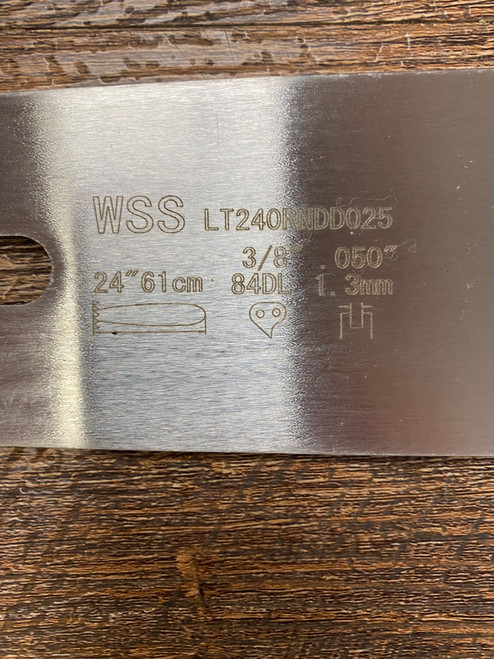 WSS LT240RNDD025
3/8" .050"
24" 61cm 84DL 1.3mm